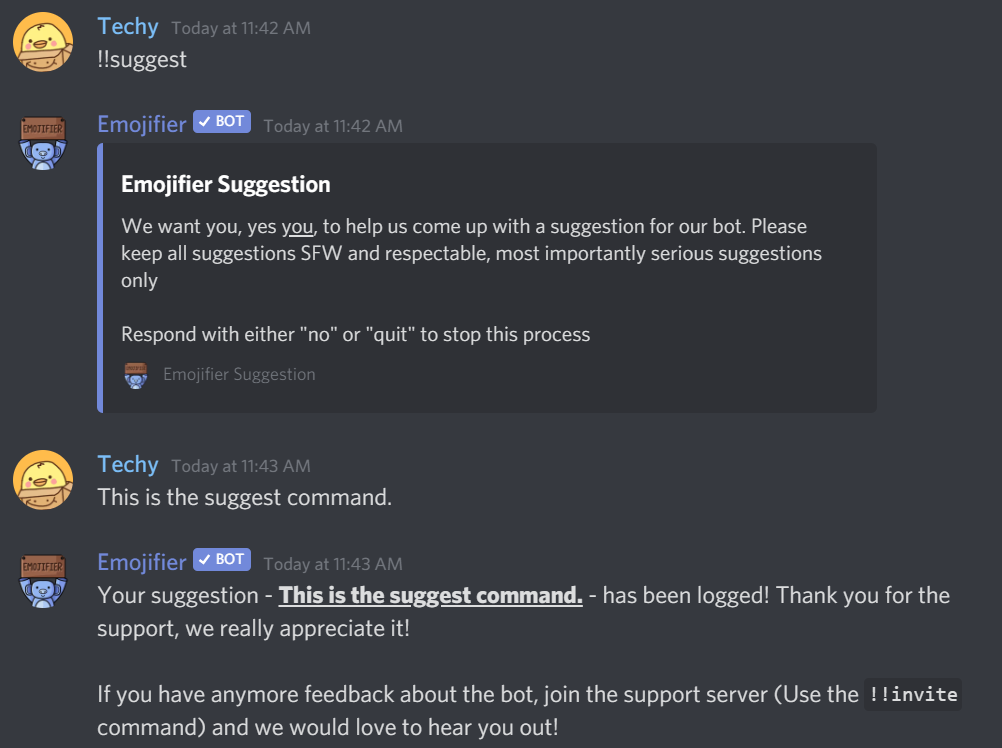 Techy Today at 11:42 AM
!!suggest
EMOJIFIER
Emojifier BOT Today at 11:42 AM
Emojifier Suggestion
We want you, yes you, to help us come up with a suggestion for our bot. Please
keep all suggestions SFW and respectable, most importantly serious suggestions
only
Respond with either "no" or "quit" to stop this process
Emojifier Suggestion
Techy Today at 11:43 AM
This is the suggest command.
EMOJIFIER
Emojifier BOT Today at 11:43 AM
Your suggestion - This is the suggest command. - has been logged! Thank you for the
support, we really appreciate it!
If you have anymore feedback about the bot, join the support server (Use the !!invite
command) and we would love to hear you out!